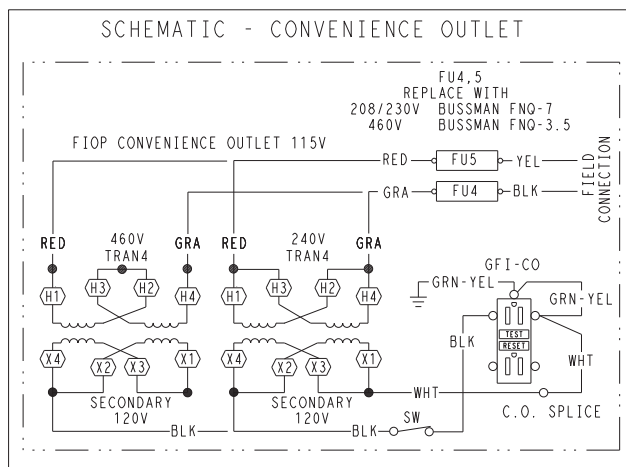 SCHEMATIC - CONVENIENCE OUTLET
FU4,5
REPLACE WITH
208/230V BUSSMAN FNQ-7
460V BUSSMAN FNQ-3.5
FIOP CONVENIENCE OUTLET 115V
RED
FU5
YEL
GRA
FU4
BLK
FIELD
CONNECTION
RED
460V
TRAN4
GRA
RED
240V
TRAN4
GRA
H1
H3
H2
H4
H1
H3
H2
H4
X4
X2
X3
X1
X4
X2
X3
X1
SECONDARY
120V
SECONDARY
120V
BLK
BLK
SW
WHT
C.O. SPLICE
GFI-CO
GRN-YEL
GRN-YEL
BLK
TEST
RESET
WHT